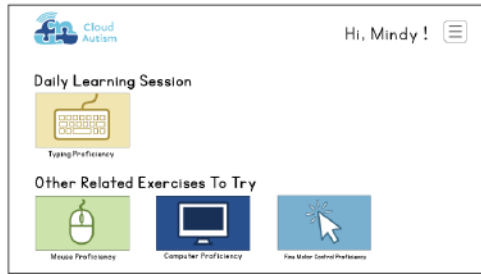 Cloud
Autism
Hi, Mindy !
Daily Learning Session
Typing Proficiency
Other Related Exercises To Try
Mouse Proficiency
Computer Proficiency
Fine Motor Control Proficiency